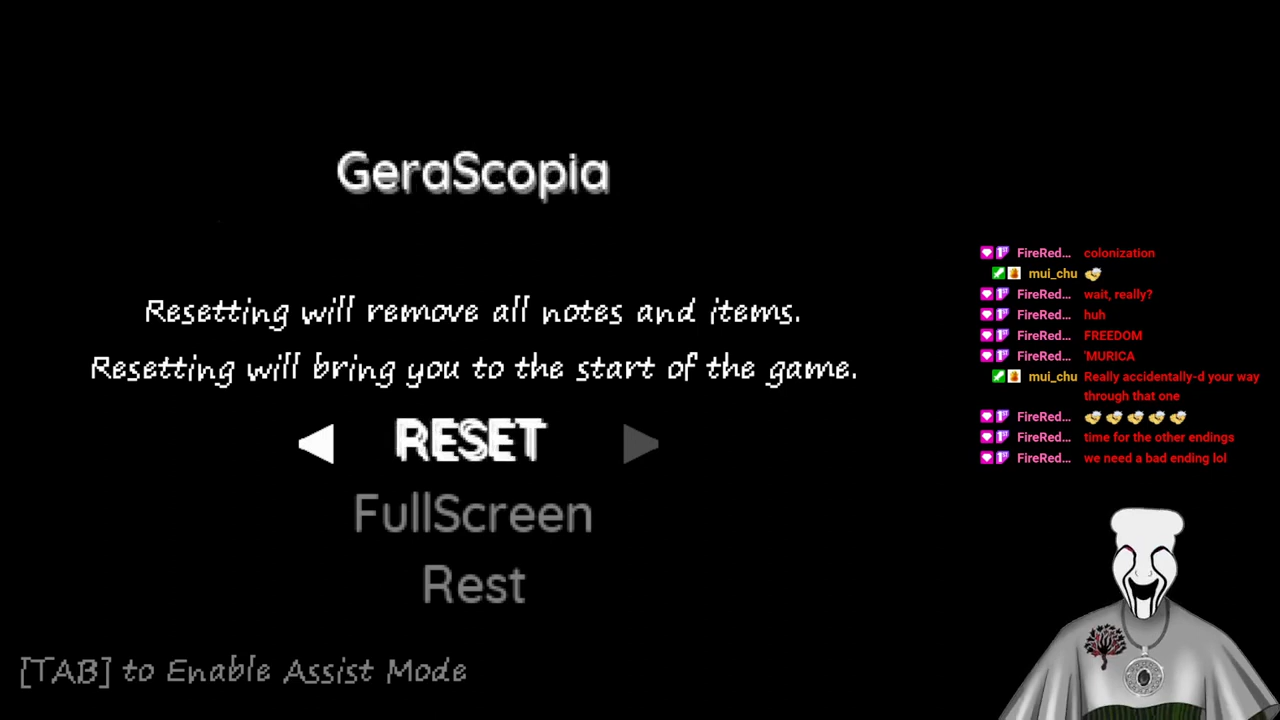 GeraScopia
Resetting will remove all notes and items.
Resetting will bring you to the start of the game.
RESET
FullScreen
Rest
[TAB] to Enable Assist Mode
FireRed... colonization
mui_chu
FireRed... wait, really?
FireRed... huh
FireRed... FREEDOM
FireRed... 'MURICA
mui_chu Really accidentally-d your way
through that one
FireRed...
FireRed... time for the other endings
FireRed... we need a bad ending lol